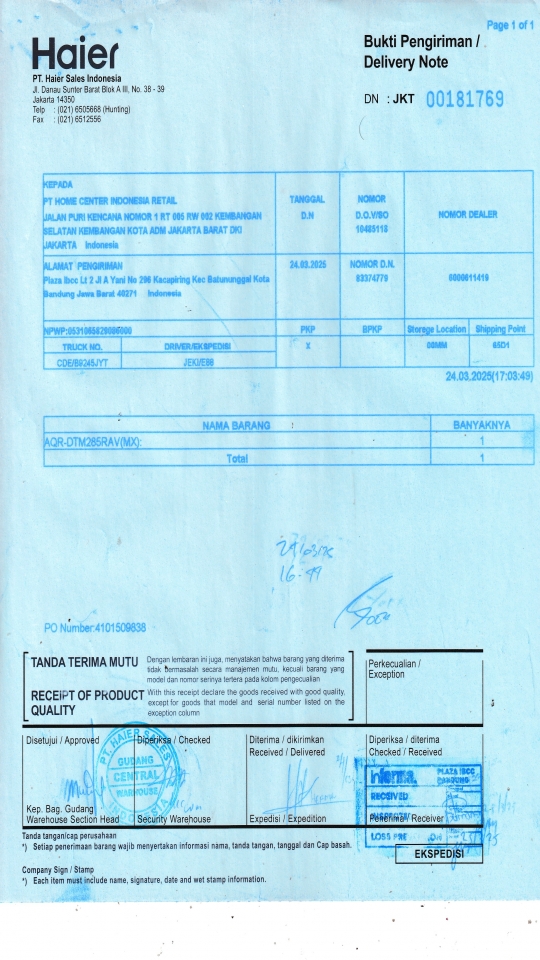 Page 1 of 1
Haier
Bukti Pengiriman /
Delivery Note
PT. Haier Sales Indonesia
Jl. Danau Sunter Barat Blok A III, No. 38 - 39
Jakarta 14350
Telp : (021) 6505668 (Hunting)
Fax : (021) 6512556
DN : JKT 00181769
KEPADA
PT HOME CENTER INDONESIA RETAIL
JALAN PURI KENCANA NOMOR 1 RT 005 RW 002 KEMBANGAN
SELATAN KEMBANGAN KOTA ADM JAKARTA BARAT DKI
JAKARTA Indonesia
TANGGAL
D.N
NOMOR
D.O.V/SO
10485113
NOMOR DEALER
ALAMAT PENGIRIMAN
Plaza Ibcc Lt 2 Jl A Yani No 296 Kacapiring Kec Batununggal Kota
Bandung Jawa Barat 40271 Indonesia
24.03.2025
NOMOR D.N.
83374779
6000011419
PKP
BPKP
Storage Location
Shipping Point
TRUCK NO.
DRIVER/EKSPEDISI
X
00MM
65D1
CDE/B9245JYT
JEKI/E88
24.03.2025(17:03:49)
NAMA BARANG
BANYAKNYA
AQR-DTM285RAV(MX):
1
Total
1
PO Number:4101509838
TANDA TERIMA MUTU
Dengan lembaran ini juga, menyatakan bahwa barang yang diterima
tidak bermasalah secara manajemen mutu, kecuali barang yang
model dan nomor serinya tertera pada kolom pengecualian
RECEIPT OF PRODUCT
QUALITY
With this receipt declare the goods received with good quality,
except for goods that model and serial number listed on the
exception column
Perkecualian /
Exception
Disetujui / Approved
Diperiksa / Checked
Diterima / dikirimkan
Received / Delivered
Diperiksa / diterima
Checked / Received
PT. HAIER SALES
GUDANG
CENTRAL
WAREHOUSE
INDONESIA
informa
PLAZA IBCC
BANDUNG
RECEIVED
LOSS PRE
Kep. Bag. Gudang
Warehouse Section Head
Security Warehouse
Expedisi / Expedition
Penerima / Receiver
EKSPEDISI
Tanda tangan/cap perusahaan
*) Setiap penerimaan barang wajib menyertakan informasi nama, tanda tangan, tanggal dan Cap basah.
Company Sign / Stamp
*) Each item must include name, signature, date and wet stamp information.